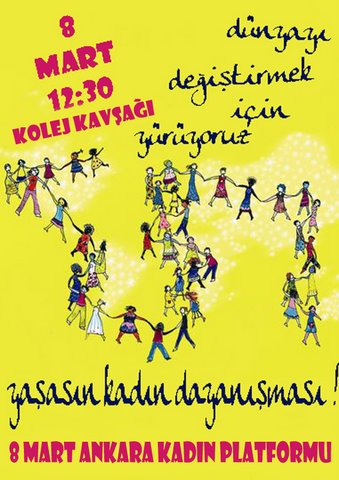 8
MART
12:30
KOLEJ KAVŞAĞI
dünyayı
değiştirmek
için
yürüyoruz
yaşasın kadın dayanışması!
8 MART ANKARA KADIN PLATFORMU